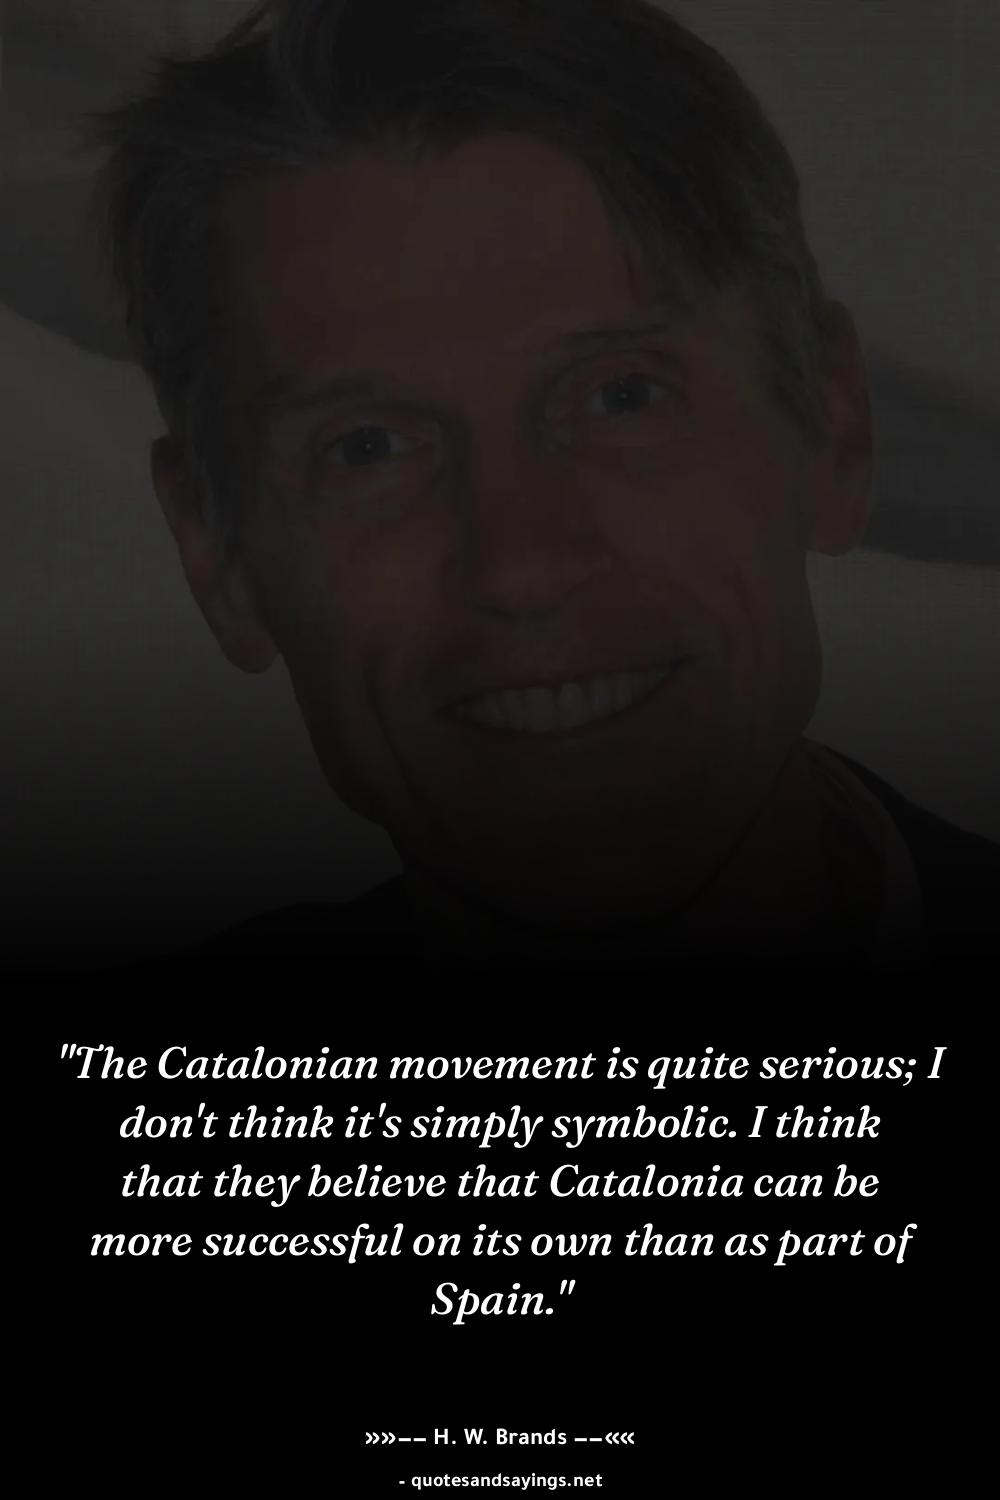 "The Catalonian movement is quite serious; I
don't think it's simply symbolic. I think
that they believe that Catalonia can be
more successful on its own than as part of
Spain."
»»−− H. W. Brands −−««
- quotesandsayings.net